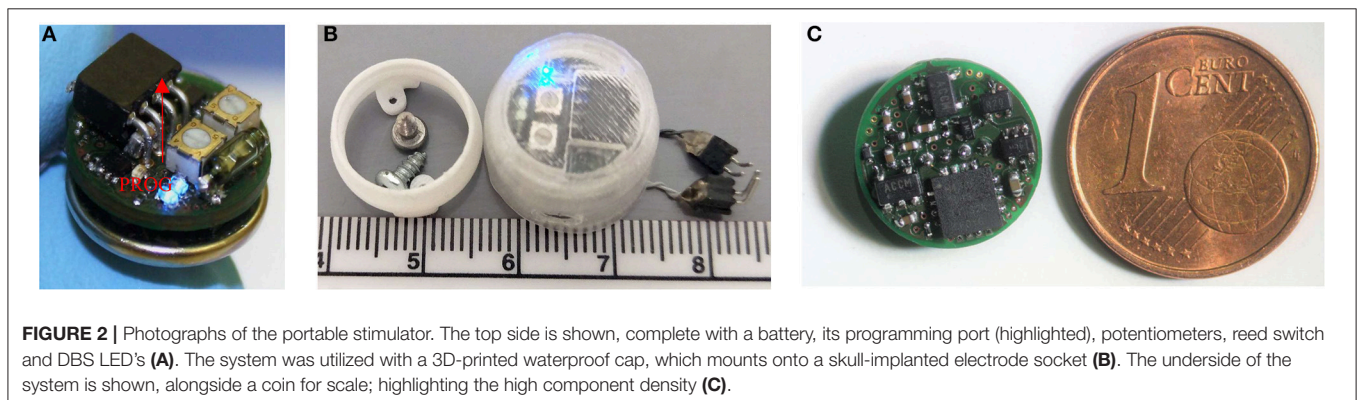 A
B
C
PROG
4 5 6 7 8
ACCM
1 EURO
CENT
FIGURE 2 | Photographs of the portable stimulator. The top side is shown, complete with a battery, its programming port (highlighted), potentiometers, reed switch
and DBS LED's (A). The system was utilized with a 3D-printed waterproof cap, which mounts onto a skull-implanted electrode socket (B). The underside of the
system is shown, alongside a coin for scale; highlighting the high component density (C).